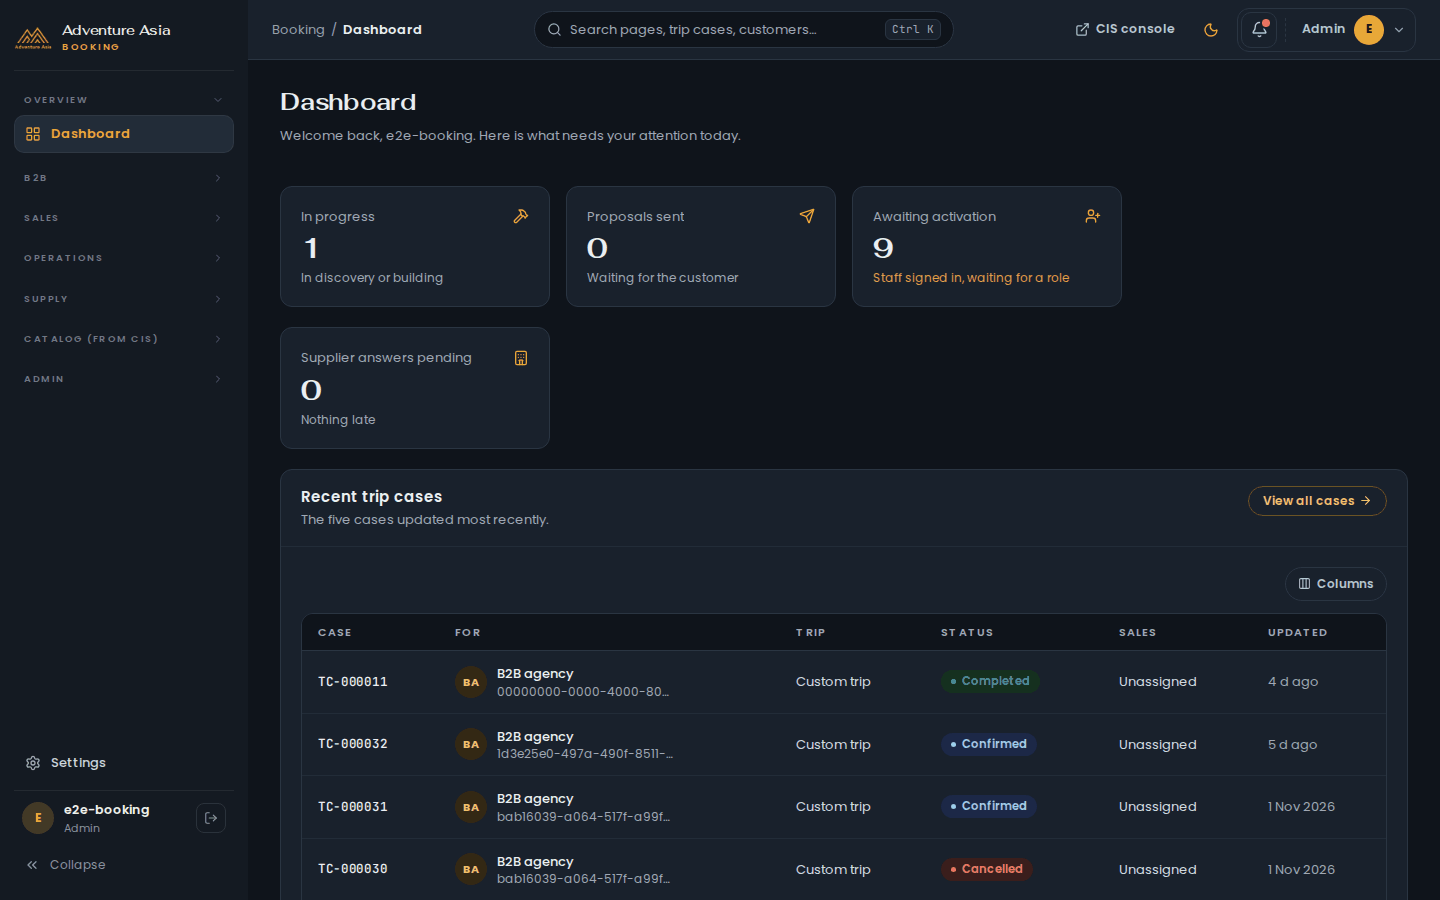 Adventure Asia
BOOKING
Adventure Asia
OVERVIEW
Dashboard
B2B
SALES
OPERATIONS
SUPPLY
CATALOG (FROM CIS)
ADMIN
Settings
E
e2e-booking
Admin
Collapse
Booking / Dashboard
Search pages, trip cases, customers...
Ctrl K
CIS console
Admin
E
Dashboard
Welcome back, e2e-booking. Here is what needs your attention today.
In progress
1
In discovery or building
Proposals sent
0
Waiting for the customer
Awaiting activation
9
Staff signed in, waiting for a role
Supplier answers pending
0
Nothing late
Recent trip cases
The five cases updated most recently.
View all cases →
Columns
CASE FOR TRIP STATUS SALES UPDATED
TC-000011 BA B2B agency 00000000-0000-4000-80... Custom trip Completed Unassigned 4 d ago
TC-000032 BA B2B agency 1d3e25e0-497a-490f-8511-... Custom trip Confirmed Unassigned 5 d ago
TC-000031 BA B2B agency bab16039-a064-517f-a99f... Custom trip Confirmed Unassigned 1 Nov 2026
TC-000030 BA B2B agency bab16039-a064-517f-a99f... Custom trip Cancelled Unassigned 1 Nov 2026